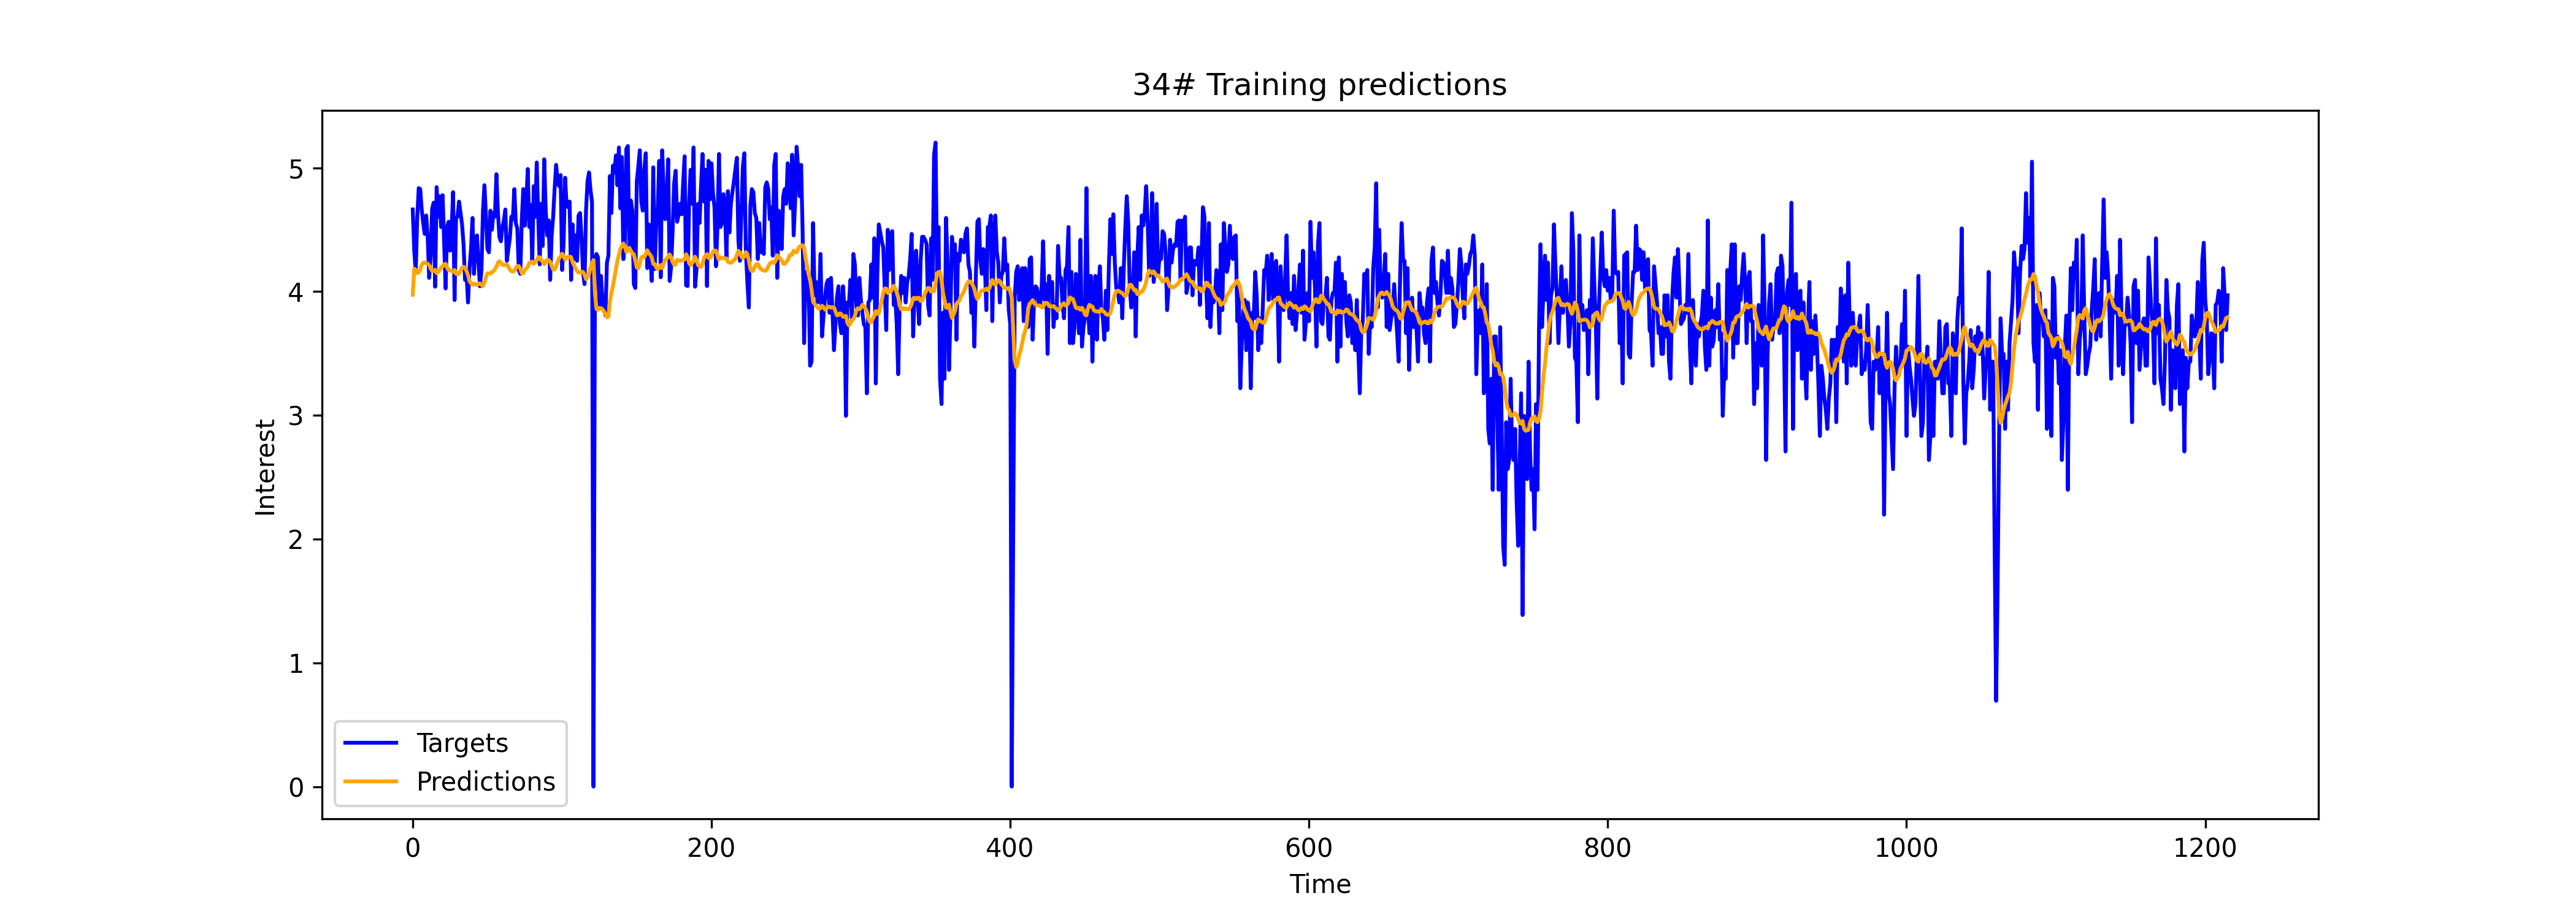 34# Training predictions
Interest
5
4
3
2
1
0
Targets
Predictions
0 200 400 600 800 1000 1200
Time